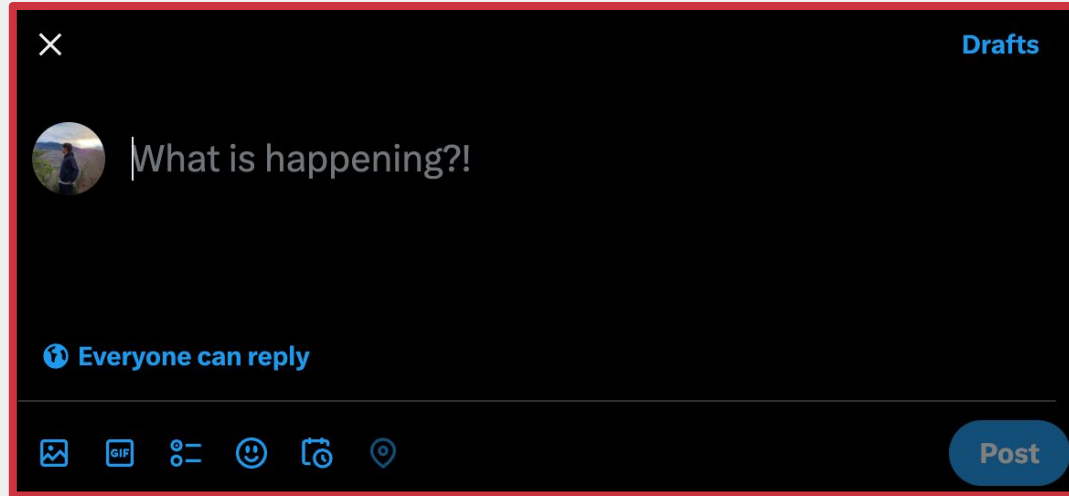 Drafts
What is happening?!
Everyone can reply
GIF
Post